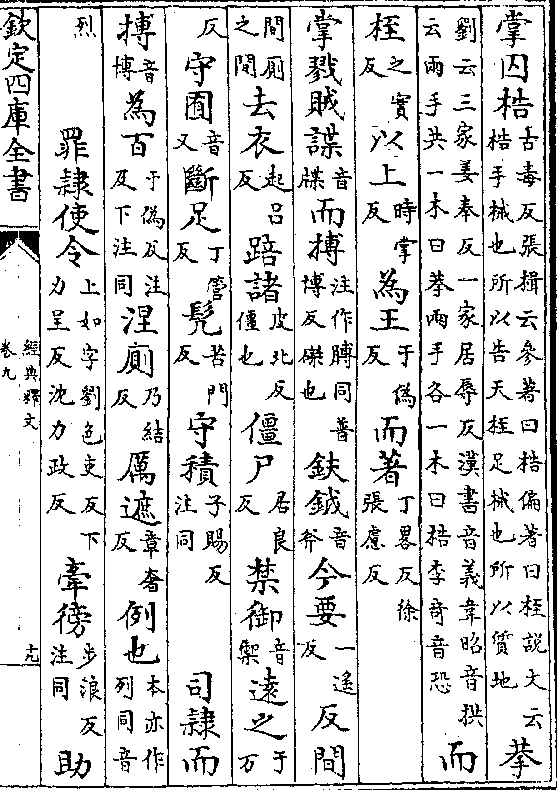 掌囚梏古毒反張揖云參著曰梏偏著曰桎說文云梏手械也所以告天桎足械也所以質地拲
劉云三家姜奉反一家居辱反漢書音義韋昭音拱云兩手共一木曰拲兩手各一木曰梏李奇音恐而
桎之實反以上時掌反為王于偽反而著丁畧反徐張慮反
掌戮賊諜音牒而搏注作膊同普博反磔也鈇鉞音斧今要一遙反反間
間厠之間去衣起呂反踣諸皮北反僵也僵尸居良反禁御音禦遠之于万
反守囿音又斷足丁管反髡苦門反守積子賜反注同司隷而
搏音博為百于偽反注及下注同涅廁乃結反厲遮章奢反例也本亦作列同音
烈
罪隷使令上如字劉色吏反下力呈反沈力政反牽徬步浪反注同助
欽定四庫全書
經典釋文
卷九
十九